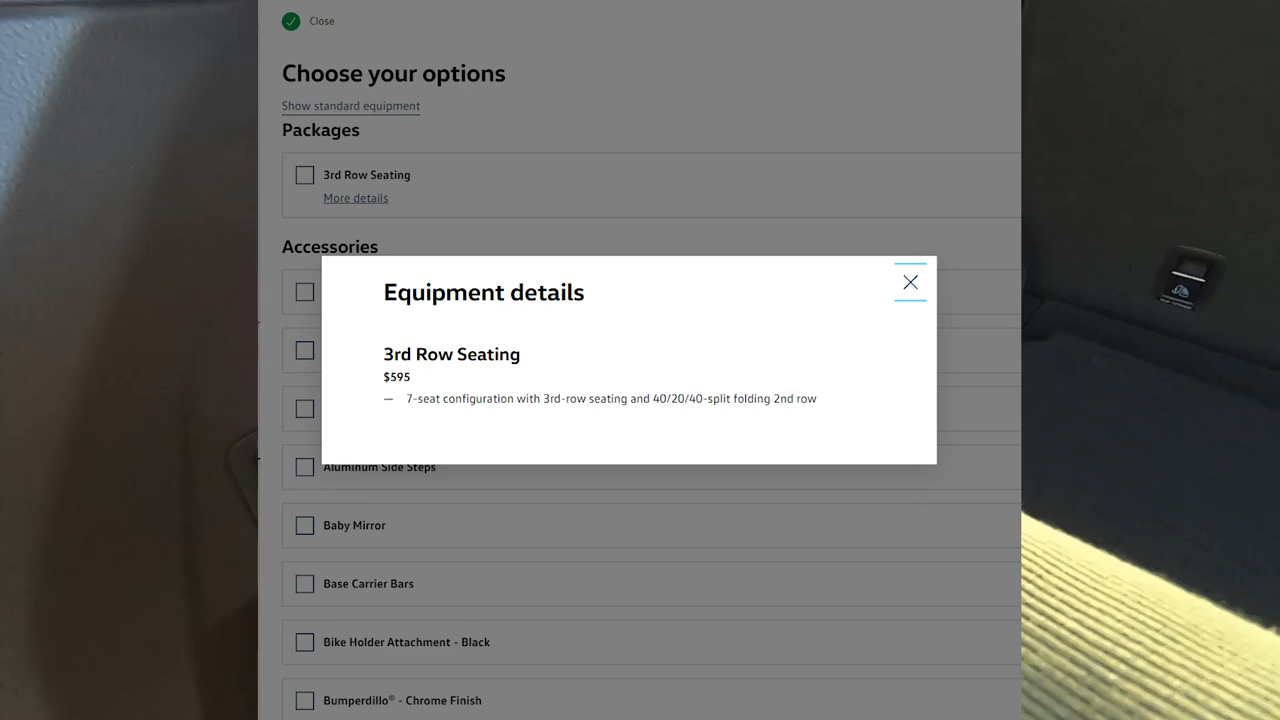 Close
Choose your options
Show standard equipment
Packages
3rd Row Seating
More details
Accessories
Equipment details
3rd Row Seating
$595
— 7-seat configuration with 3rd-row seating and 40/20/40-split folding 2nd row
Aluminum Side Steps
Baby Mirror
Base Carrier Bars
Bike Holder Attachment - Black
Bumperdillo® - Chrome Finish